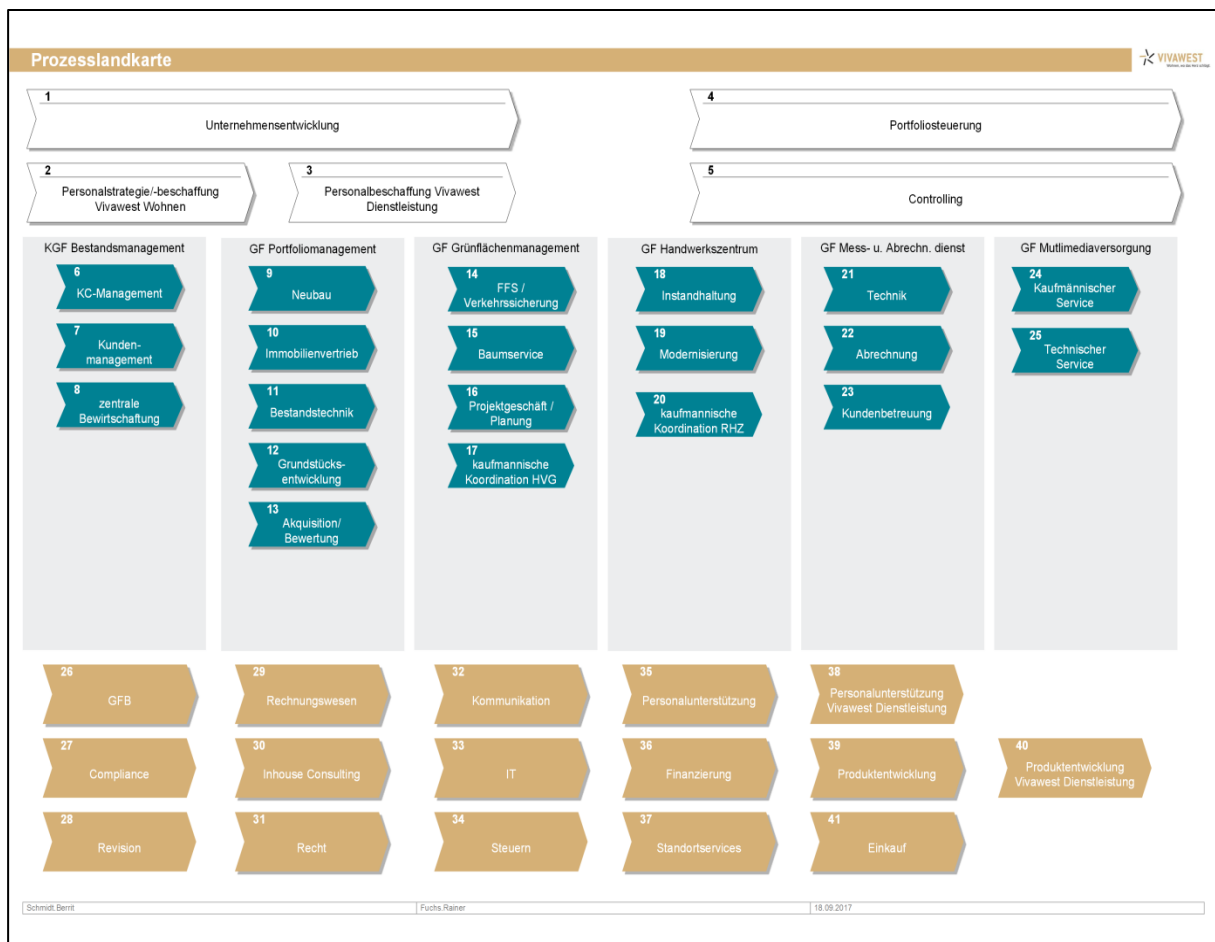 Prozesslandkarte
VIVAWEST
1
Unternehmensentwicklung
4
Portfoliosteuerung
2
Personalstrategie/-beschaffung
Vivawest Wohnen
3
Personalbeschaffung Vivawest
Dienstleistung
5
Controlling
KGF Bestandsmanagement
6
KC-Management
7
Kunden-
management
8
zentrale
Bewirtschaftung
GF Portfoliomanagement
9
Neubau
10
Immobilienvertrieb
11
Bestandstechnik
12
Grundstücks-
entwicklung
13
Akquisition/
Bewertung
GF Grünflächenmanagement
14
FFS /
Verkehrssicherung
15
Baumservice
16
Projektgeschäft /
Planung
17
kaufmannische
Koordination HVG
GF Handwerkszentrum
18
Instandhaltung
19
Modernisierung
20
kaufmannische
Koordination RHZ
GF Mess- u. Abrechn. dienst
21
Technik
22
Abrechnung
23
Kundenbetreuung
GF Mutlimediaversorgung
24
Kaufmännischer
Service
25
Technischer
Service
26
GFB
29
Rechnungswesen
32
Kommunikation
35
Personalunterstützung
38
Personalunterstützung
Vivawest Dienstleistung
27
Compliance
30
Inhouse Consulting
33
IT
36
Finanzierung
39
Produktentwicklung
40
Produktentwicklung
Vivawest Dienstleistung
28
Revision
31
Recht
34
Steuern
37
Standortservices
41
Einkauf
Schmidt.Berrit
Fuchs.Rainer
18.09.2017